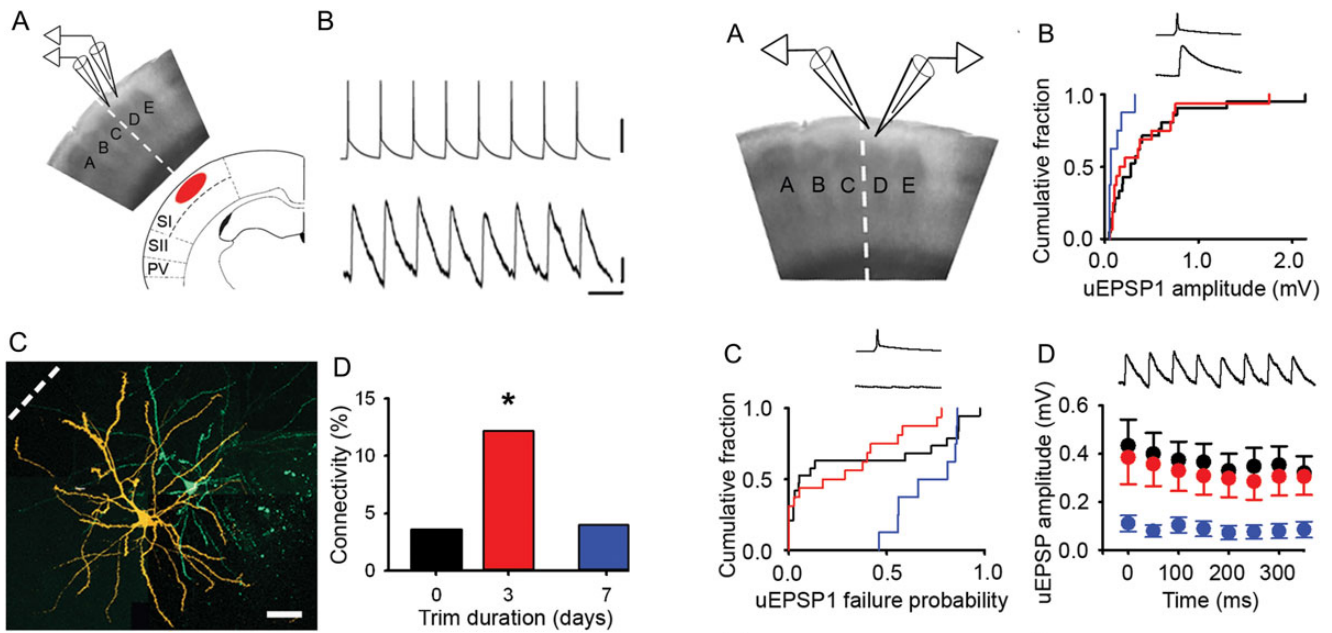 A
B
A
B
C
D
E
SI
SII
PV
C
D
Connectivity (%)
15
10
5
0
*
0
3
7
Trim duration (days)
A
A
B
C
D
E
B
Cumulative fraction
1.0
0.5
0.0
0.0
1.0
2.0
uEPSP1 amplitude (mV)
C
Cumulative fraction
1.0
0.5
0.0
0.0
0.5
1.0
uEPSP1 failure probability
D
uEPSP amplitude (mV)
0.6
0.4
0.2
0.0
0
100
200
300
Time (ms)